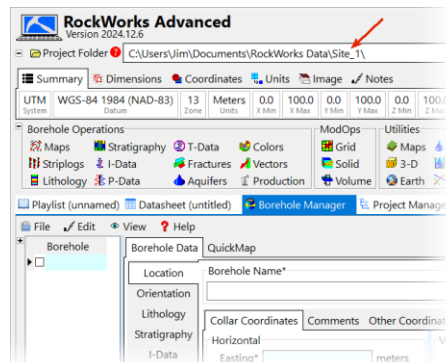 RockWorks Advanced
Version 2024.12.6
Project Folder C:\Users\Jim\Documents\RockWorks Data\Site_1\
Summary Dimensions Coordinates Units Image Notes
UTM WGS-84 1984 (NAD-83) 13 Meters 0.0 100.0 0.0 100.0 0.0 100.0
System Datum Zone Units X Min X Max Y Min Y Max Z Min
Borehole Operations ModOps Utilities
Maps Stratigraphy T-Data Colors Grid Maps
Striplogs I-Data Fractures Vectors Solid 3-D
Lithology P-Data Aquifers Production Volume Earth
Playlist (unnamed) Datasheet (untitled) Borehole Manager Project Manage
File Edit View Help
Borehole Borehole Data QuickMap
Location Borehole Name*
Orientation
Lithology Collar Coordinates Comments Other Coordinat
Stratigraphy Horizontal
I-Data Easting* meters